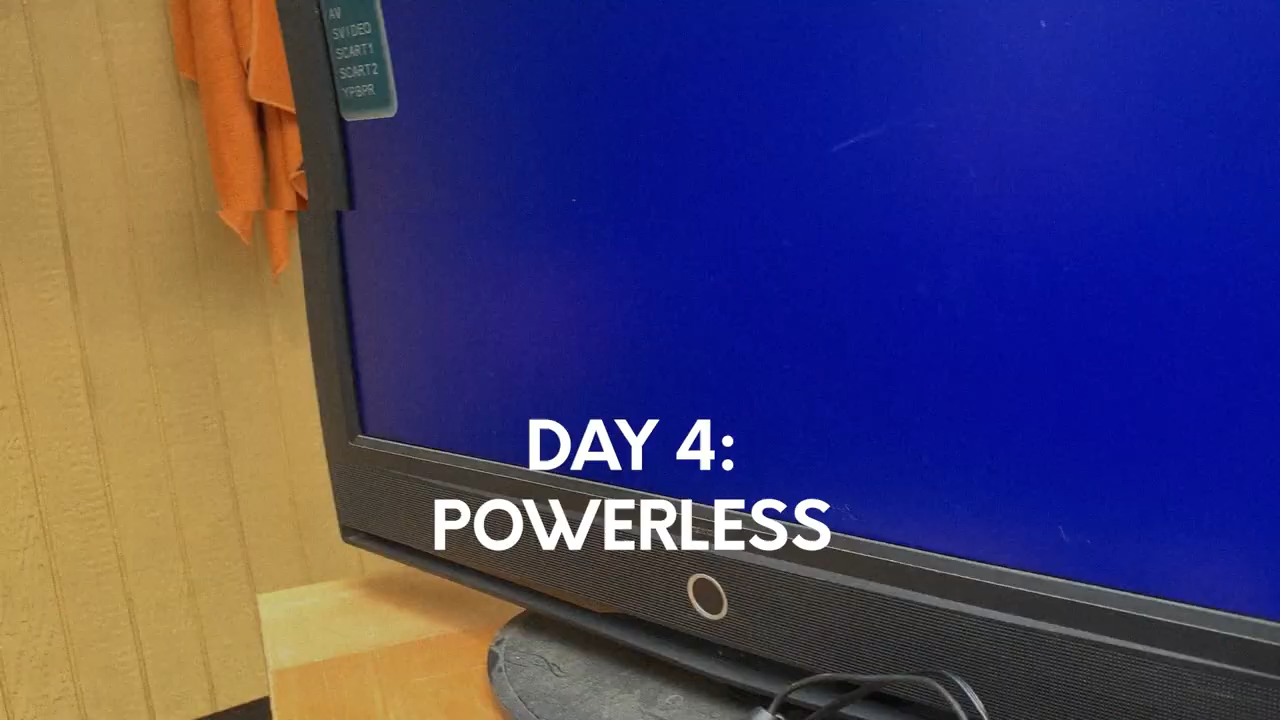 AV
SVIDEO
SCART1
SCART2
YPBPR
DAY 4:
POWERLESS